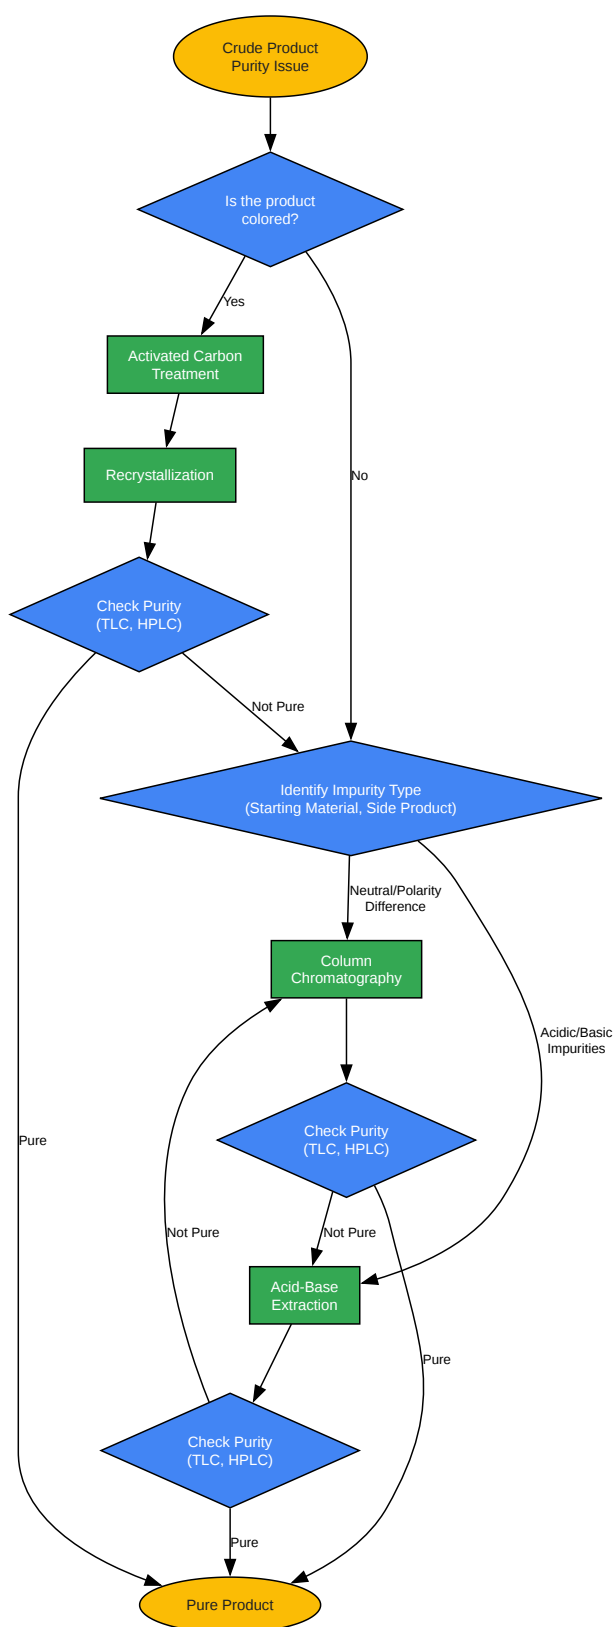 Crude Product
Purity Issue
Is the product
colored?
Yes
Activated Carbon
Treatment
Recrystallization
No
Check Purity
(TLC, HPLC)
Not Pure
Identify Impurity Type
(Starting Material, Side Product)
Neutral/Polarity
Difference
Column
Chromatography
Acidic/Basic
Impurities
Check Purity
(TLC, HPLC)
Pure
Not Pure
Not Pure
Acid-Base
Extraction
Pure
Check Purity
(TLC, HPLC)
Pure
Pure Product